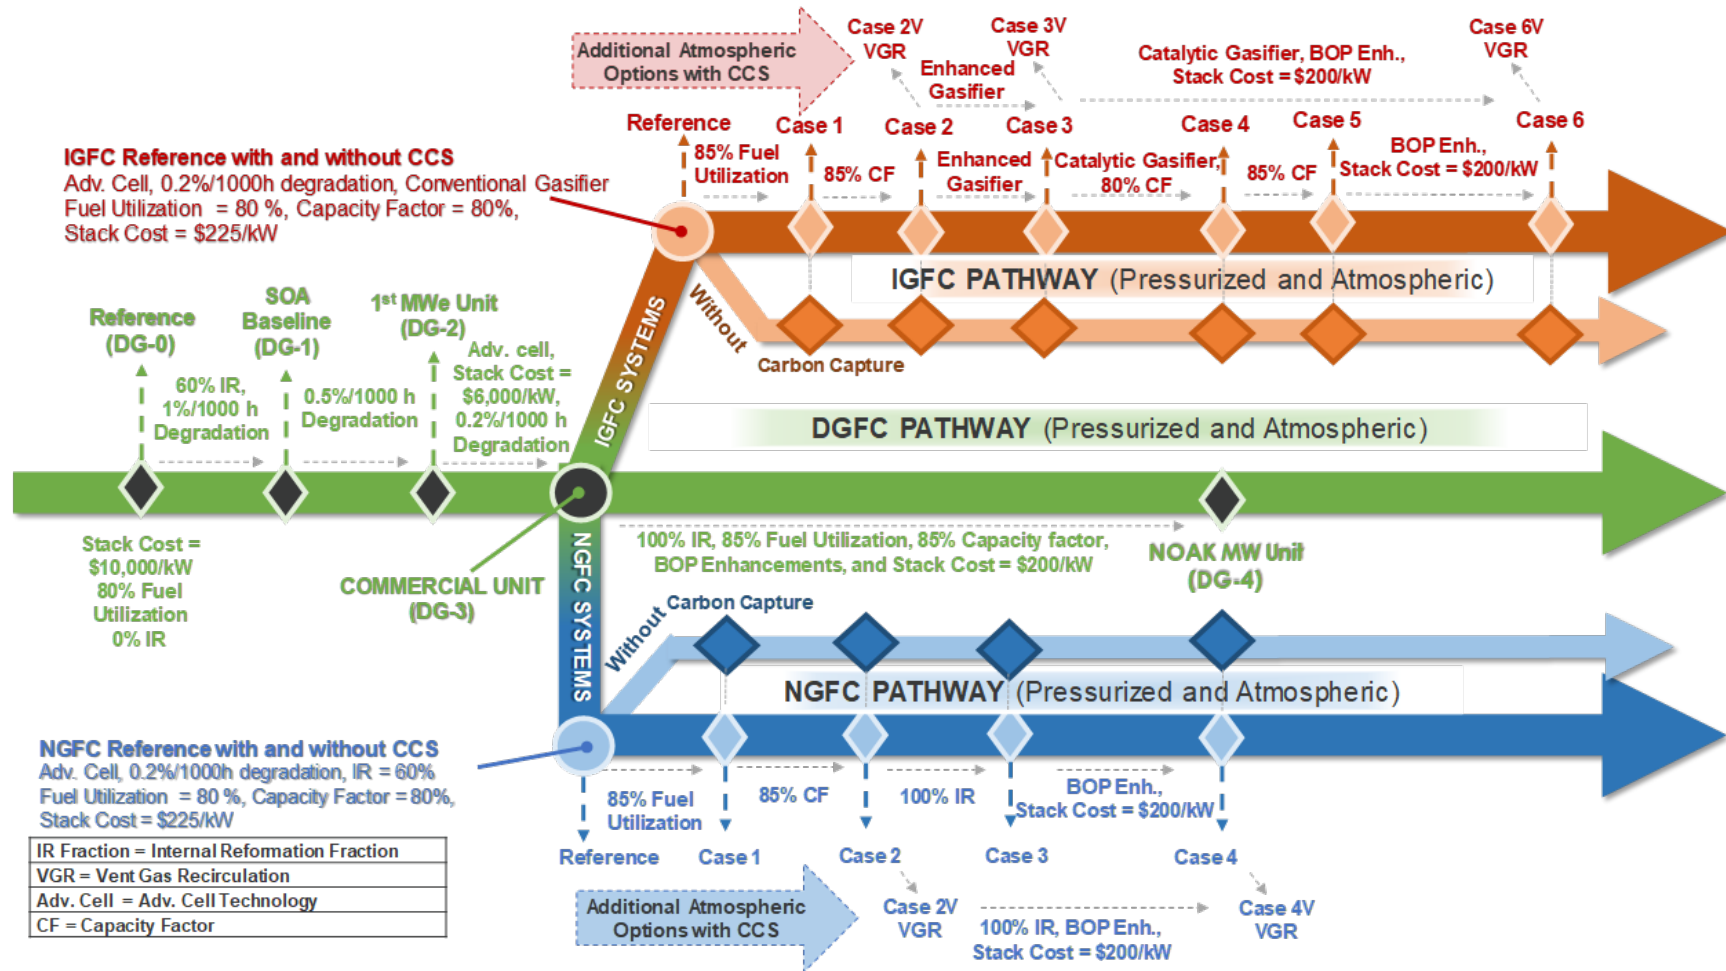 Additional Atmospheric
Options with CCS
Case 2V
VGR
Enhanced
Gasifier
Case 3V
VGR
Catalytic Gasifier, BOP Enh.,
Stack Cost = $200/kW
Case 6V
VGR
Reference
Case 1
Case 2
Case 3
Case 4
Case 5
Case 6
85% Fuel
Utilization
85% CF
Enhanced
Gasifier
Catalytic Gasifier,
80% CF
85% CF
BOP Enh.,
Stack Cost = $200/kW
IGFC Reference with and without CCS
Adv. Cell, 0.2%/1000h degradation, Conventional Gasifier
Fuel Utilization = 80 %, Capacity Factor = 80%,
Stack Cost = $225/kW
IGFC PATHWAY (Pressurized and Atmospheric)
Without
Carbon Capture
IGFC SYSTEMS
Reference
(DG-0)
SOA
Baseline
(DG-1)
1st MWe Unit
(DG-2)
60% IR,
1%/1000 h
Degradation
0.5%/1000 h
Degradation
Adv. cell,
Stack Cost =
$6,000/kW,
0.2%/1000 h
Degradation
DGFC PATHWAY (Pressurized and Atmospheric)
Stack Cost =
$10,000/kW
80% Fuel
Utilization
0% IR
COMMERCIAL UNIT
(DG-3)
100% IR, 85% Fuel Utilization, 85% Capacity factor,
BOP Enhancements, and Stack Cost = $200/kW
NOAK MW Unit
(DG-4)
NGFC SYSTEMS
Without
Carbon Capture
NGFC PATHWAY (Pressurized and Atmospheric)
NGFC Reference with and without CCS
Adv. Cell, 0.2%/1000h degradation, IR = 60%
Fuel Utilization = 80 %, Capacity Factor = 80%,
Stack Cost = $225/kW
85% Fuel
Utilization
85% CF
100% IR
BOP Enh.,
Stack Cost = $200/kW
Reference
Case 1
Case 2
Case 3
Case 4
Additional Atmospheric
Options with CCS
Case 2V
VGR
100% IR, BOP Enh.,
Stack Cost = $200/kW
Case 4V
VGR
IR Fraction = Internal Reformation Fraction
VGR = Vent Gas Recirculation
Adv. Cell = Adv. Cell Technology
CF = Capacity Factor